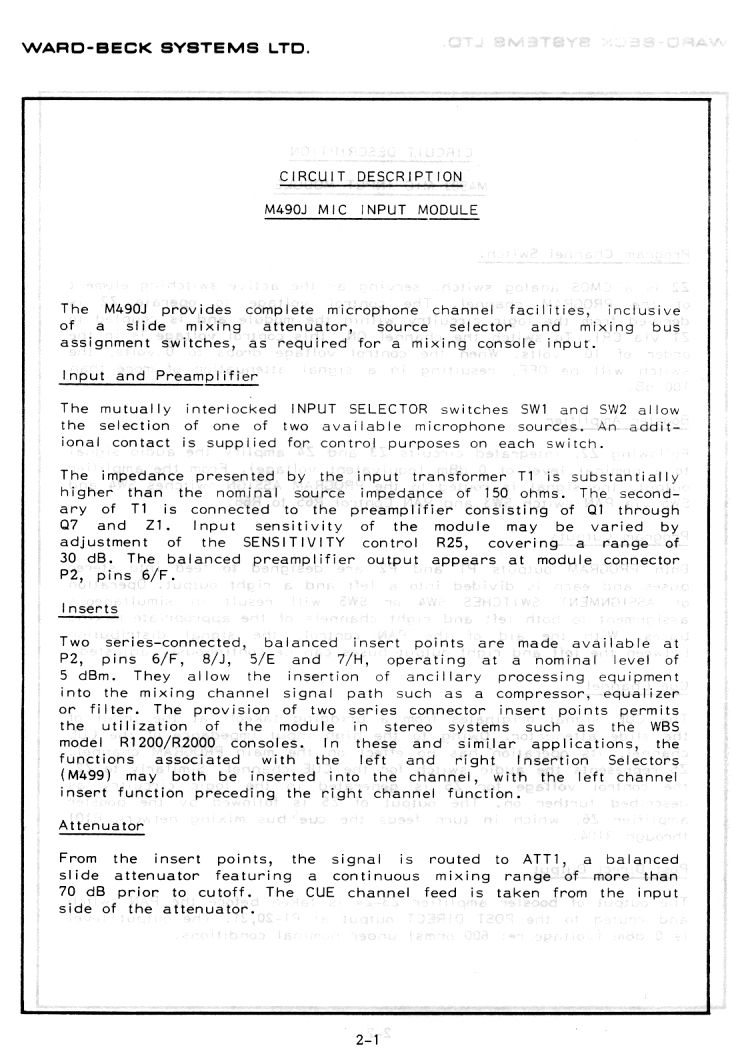 WARD-BECK SYSTEMS LTD.
CIRCUIT DESCRIPTION
M490J MIC INPUT MODULE
The M490J provides complete microphone channel facilities, inclusive
of a slide mixing attenuator, source selector and mixing bus
assignment switches, as required for a mixing console input.
Input and Preamplifier
The mutually interlocked INPUT SELECTOR switches SW1 and SW2 allow
the selection of one of two available microphone sources. An addit-
ional contact is supplied for control purposes on each switch.
The impedance presented by the input transformer T1 is substantially
higher than the nominal source impedance of 150 ohms. The second-
ary of T1 is connected to the preamplifier consisting of Q1 through
Q7 and Z1. Input sensitivity of the module may be varied by
adjustment of the SENSITIVITY control R25, covering a range of
30 dB. The balanced preamplifier output appears at module connector
P2, pins 6/F.
Inserts
Two series-connected, balanced insert points are made available at
P2, pins 6/F, 8/J, 5/E and 7/H, operating at a nominal level of
5 dBm. They allow the insertion of ancillary processing equipment
into the mixing channel signal path such as a compressor, equalizer
or filter. The provision of two series connector insert points permits
the utilization of the module in stereo systems such as the WBS
model R1200/R2000 consoles. In these and similar applications, the
functions associated with the left and right Insertion Selectors
(M499) may both be inserted into the channel, with the left channel
insert function preceding the right channel function.
Attenuator
From the insert points, the signal is routed to ATT1, a balanced
slide attenuator featuring a continuous mixing range of more than
70 dB prior to cutoff. The CUE channel feed is taken from the input
side of the attenuator.
2-1